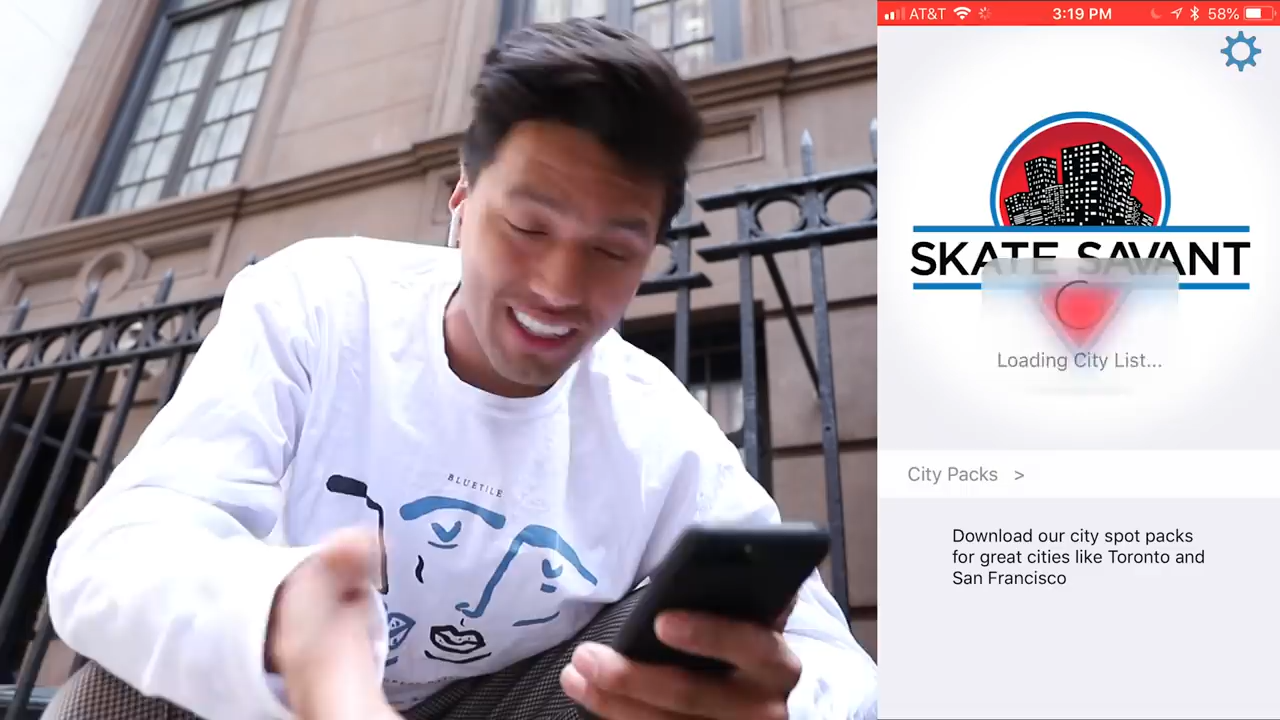 AT&T 3:19 PM 58%
SKATE SAVANT
Loading City List...
City Packs >
Download our city spot packs
for great cities like Toronto and
San Francisco
BLUETILE